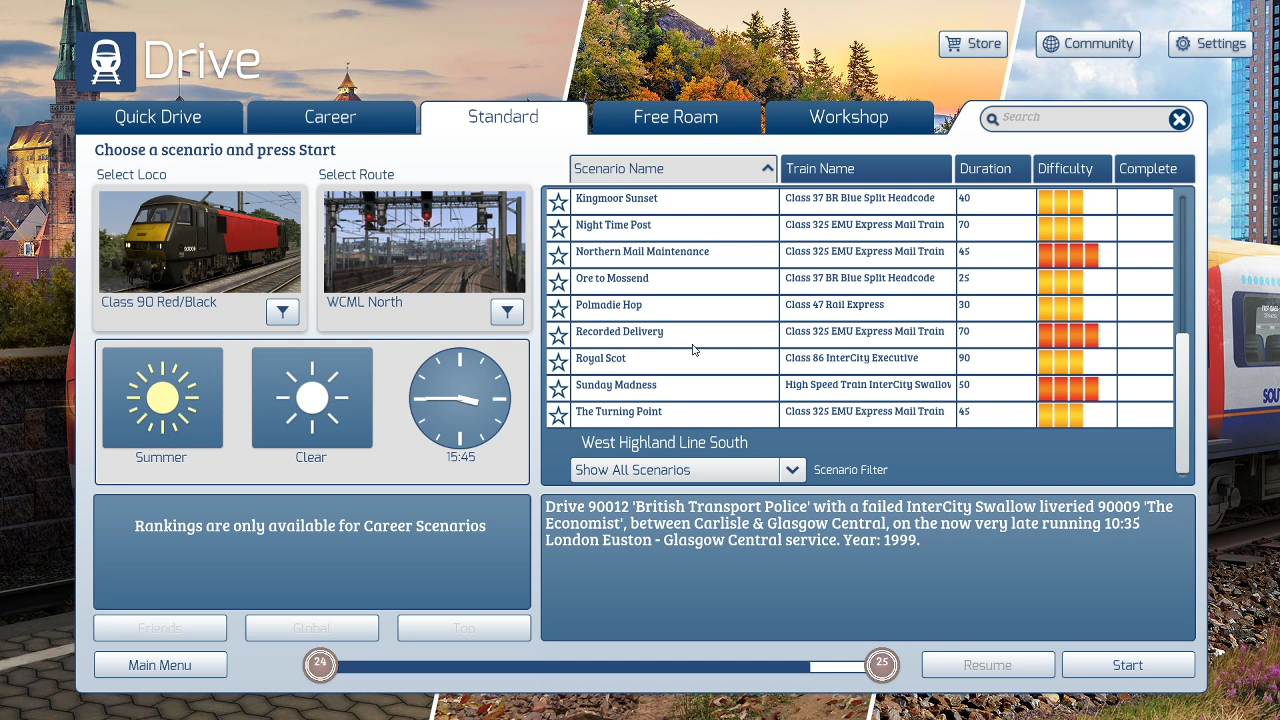 Drive
Store
Community
Settings
Quick Drive
Career
Standard
Free Roam
Workshop
Search
Choose a scenario and press Start
Select Loco
Select Route
Class 90 Red/Black
WCML North
Scenario Name
Train Name
Duration
Difficulty
Complete
Kingmoor Sunset
Class 37 BR Blue Split Headcode
40
Night Time Post
Class 325 EMU Express Mail Train
70
Northern Mail Maintenance
Class 325 EMU Express Mail Train
45
Ore to Mossend
Class 37 BR Blue Split Headcode
25
Polmadie Hop
Class 47 Rail Express
30
Recorded Delivery
Class 325 EMU Express Mail Train
70
Royal Scot
Class 86 InterCity Executive
90
Sunday Madness
High Speed Train InterCity Swallow
50
The Turning Point
Class 325 EMU Express Mail Train
45
West Highland Line South
Show All Scenarios
Scenario Filter
Summer
Clear
15:45
Rankings are only available for Career Scenarios
Drive 90012 'British Transport Police' with a failed InterCity Swallow liveried 90009 'The
Economist', between Carlisle & Glasgow Central, on the now very late running 10:35
London Euston - Glasgow Central service. Year: 1999.
Friends
Global
Top
Main Menu
24
25
Resume
Start